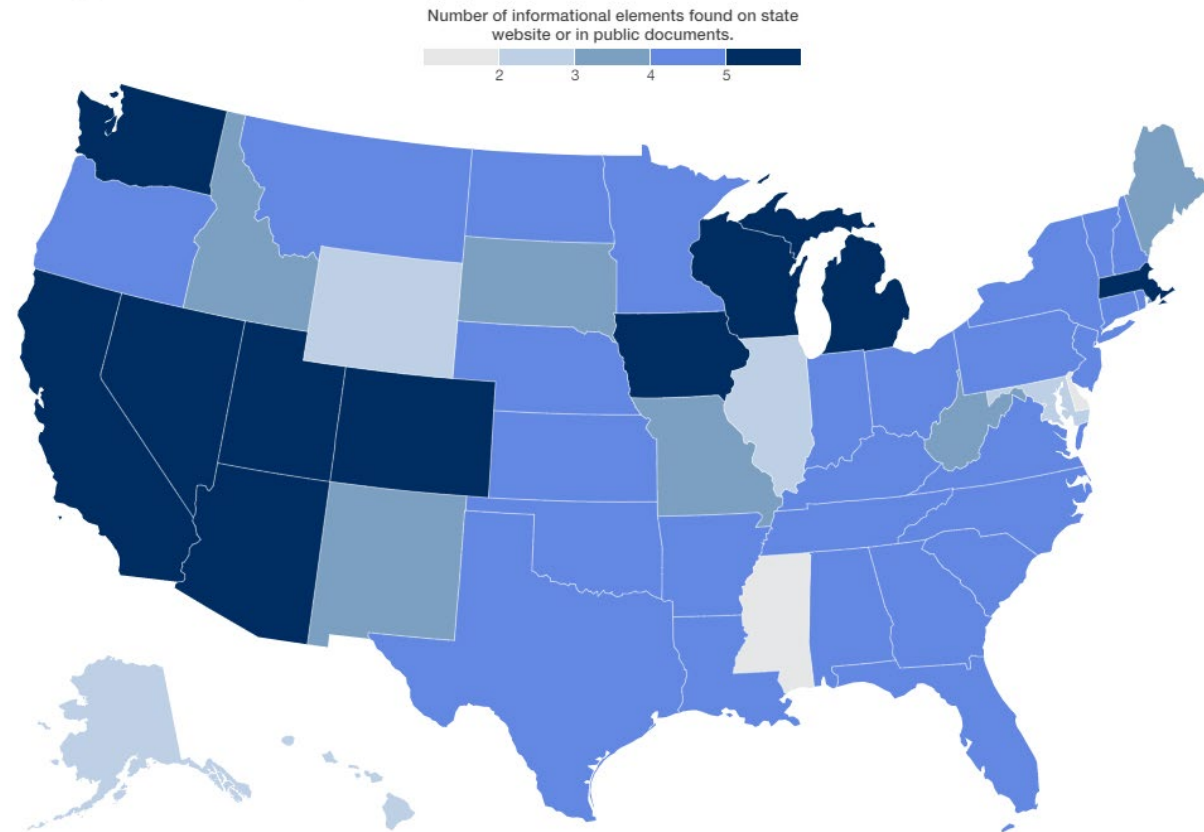 Number of informational elements found on state
website or in public documents.
2 3 4 5